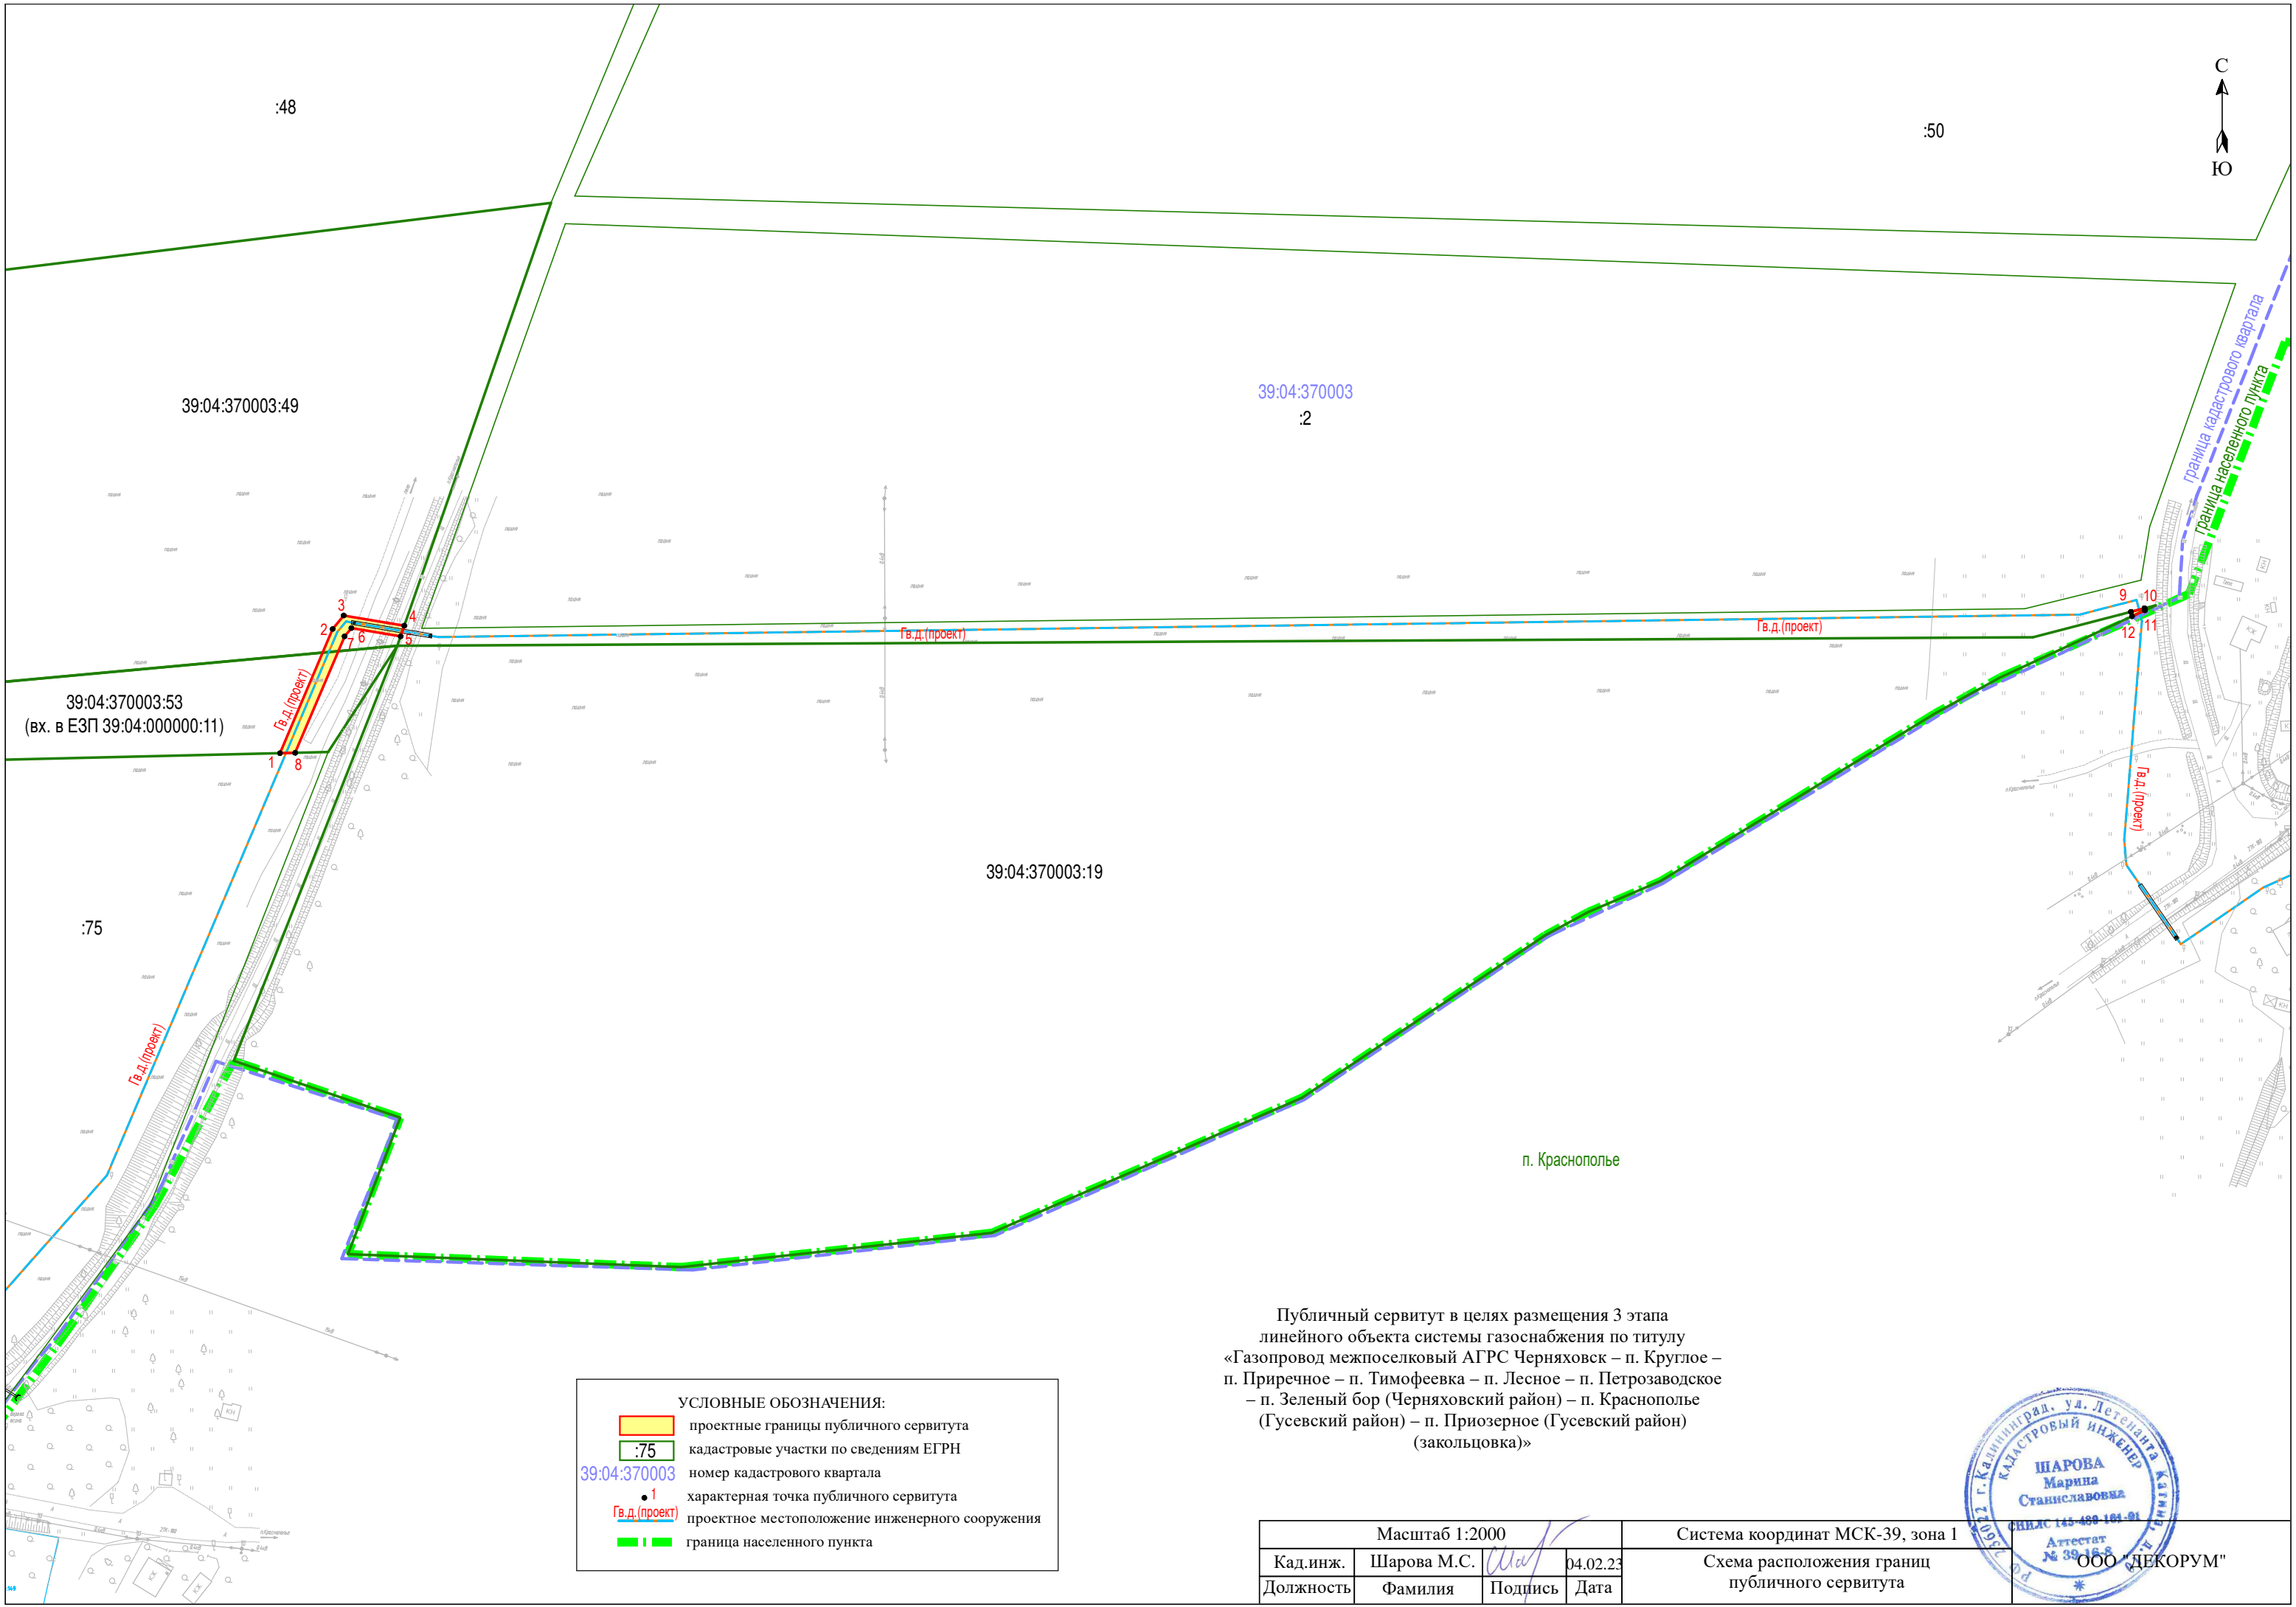 :48
:50
С
Ю
39:04:370003:49
39:04:370003
:2
граница кадастрового квартала
граница населенного пункта
3
4
2
7
6
5
9
10
12
11
Гв.д.(проект)
Гв.д.(проект)
Гв.д.(проект)
39:04:370003:53
(вх. в ЕЗП 39:04:000000:11)
1
8
Гв.д.(проект)
39:04:370003:19
:75
Гв.д.(проект)
п. Краснополье
Публичный сервитут в целях размещения 3 этапа
линейного объекта системы газоснабжения по титулу
«Газопровод межпоселковый АГРС Черняховск – п. Круглое –
п. Приречное – п. Тимофеевка – п. Лесное – п. Петрозаводское
– п. Зеленый бор (Черняховский район) – п. Краснополье
(Гусевский район) – п. Приозерное (Гусевский район)
(закольцовка)»
УСЛОВНЫЕ ОБОЗНАЧЕНИЯ:
проектные границы публичного сервитута
:75 кадастровые участки по сведениям ЕГРН
39:04:370003 номер кадастрового квартала
1 характерная точка публичного сервитута
Гв.д.(проект) проектное местоположение инженерного сооружения
граница населенного пункта
Масштаб 1:2000
Система координат МСК-39, зона 1
Кад.инж. Шарова М.С. 04.02.23
Схема расположения границ
публичного сервитута
ООО "ДЕКОРУМ"
Должность Фамилия Подпись Дата
КАДАСТРОВЫЙ ИНЖЕНЕР
ШАРОВА
Марина
Станиславовна
Аттестат
№ 39-16-8